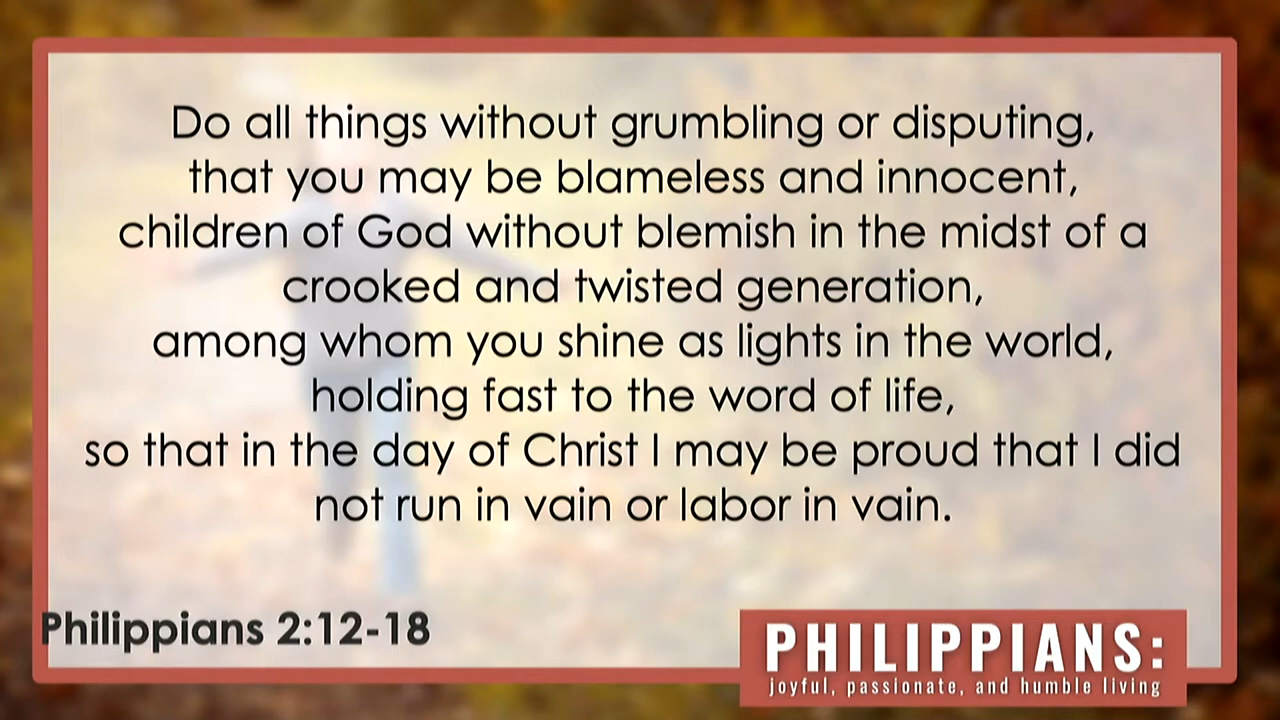 Do all things without grumbling or disputing,
that you may be blameless and innocent,
children of God without blemish in the midst of a
crooked and twisted generation,
among whom you shine as lights in the world,
holding fast to the word of life,
so that in the day of Christ I may be proud that I did
not run in vain or labor in vain.
Philippians 2:12-18
PHILIPPIANS:
joyful, passionate, and humble living